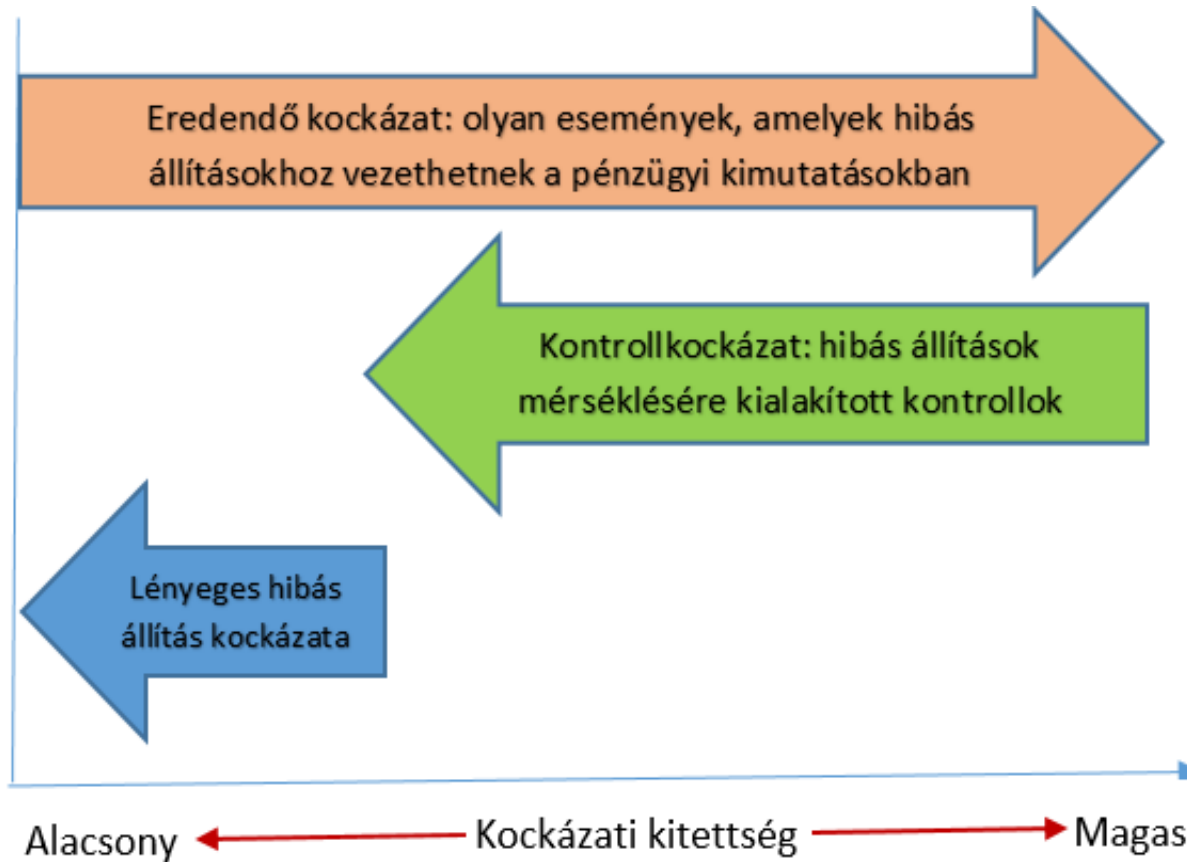 Eredendő kockázat: olyan események, amelyek hibás
állításokhoz vezethetnek a pénzügyi kimutatásokban
Kontrollkockázat: hibás állítások
mérséklésére kialakított kontrollok
Lényeges hibás
állítás kockázata
Alacsony Kockázati kitettség Magas